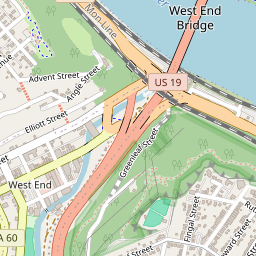 West End
Bridge
Mon Line
Advent Street
Angle Street
US 19
Elliott Street
Greenleaf Street
West End
A 60
Fingal Street